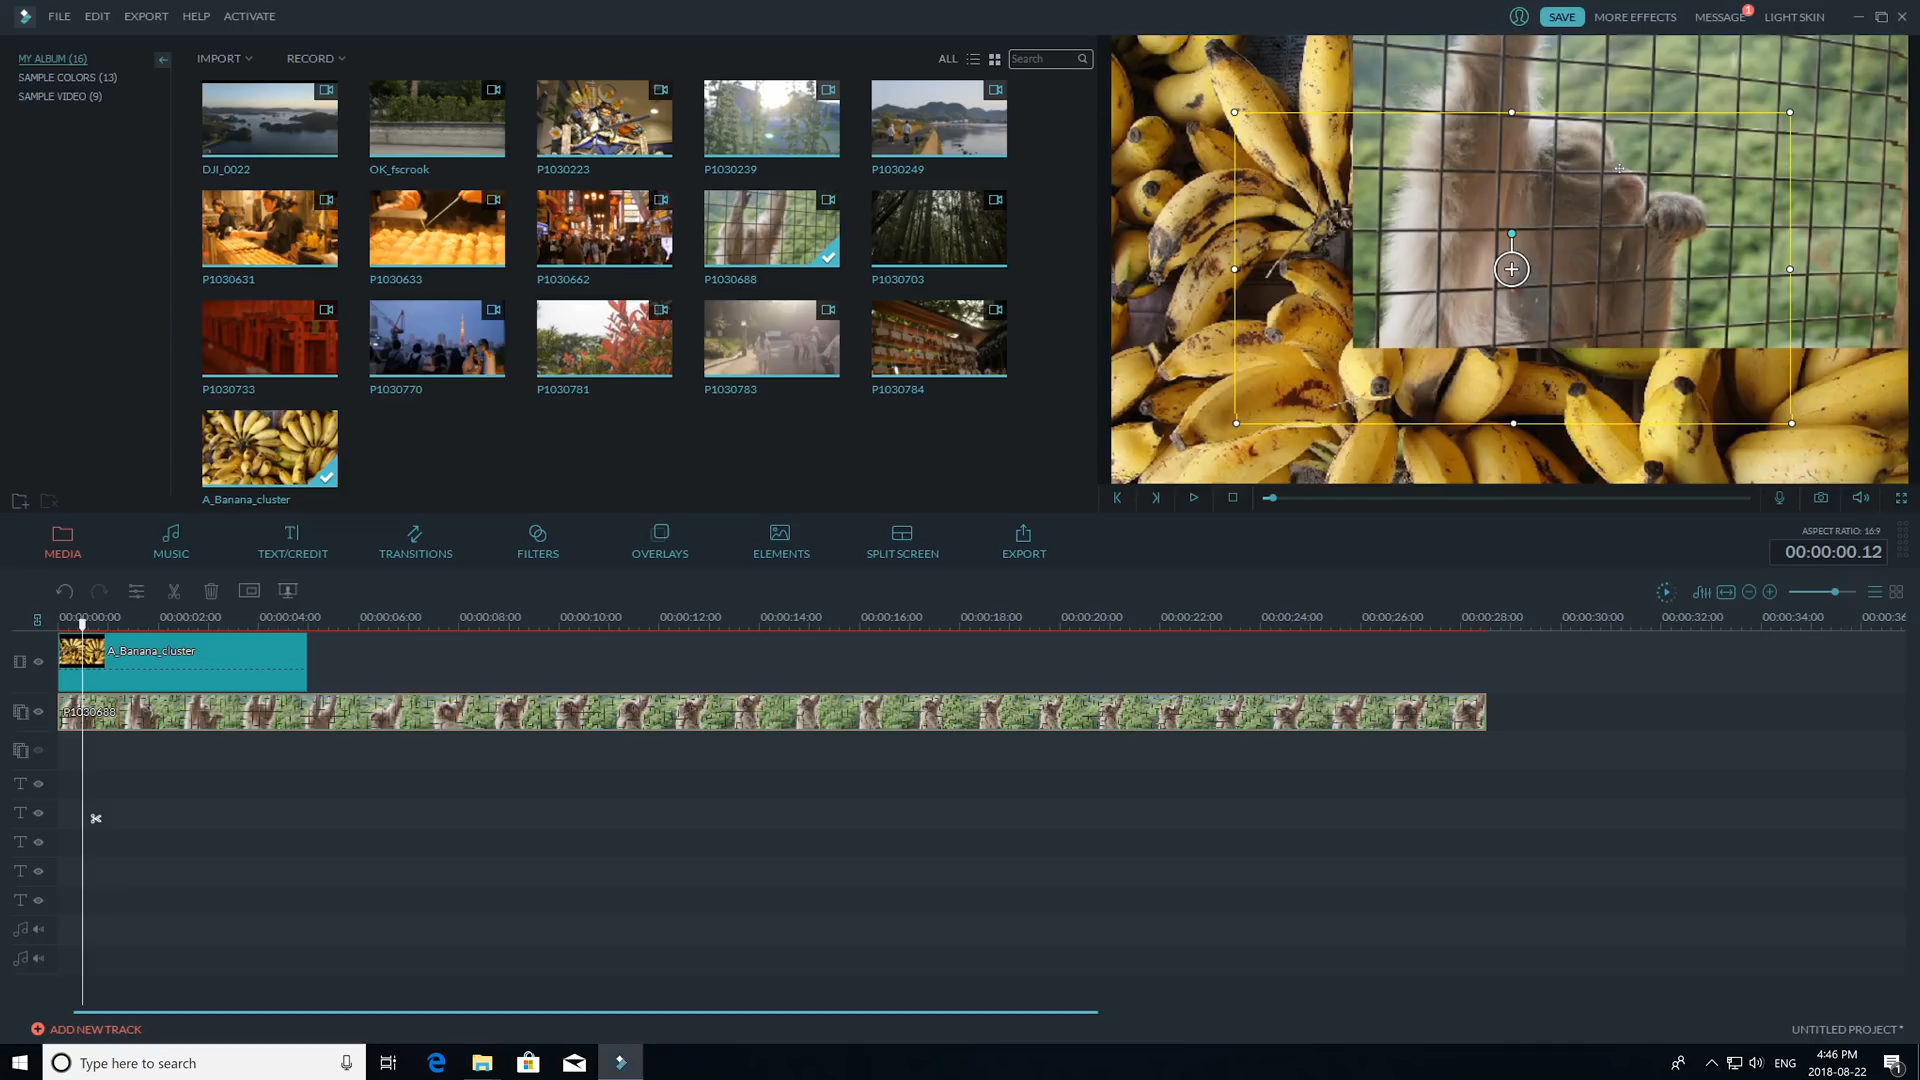 FILE EDIT EXPORT HELP ACTIVATE SAVE MORE EFFECTS MESSAGE 1 LIGHT SKIN
MY ALBUM (16)
SAMPLE COLORS (13)
SAMPLE VIDEO (9)
IMPORT RECORD ALL Search
DJI_0022 OK_fscrook P1030223 P1030239 P1030249
P1030631 P1030633 P1030662 P1030688 P1030703
P1030733 P1030770 P1030781 P1030783 P1030784
A_Banana_cluster
MEDIA MUSIC TEXT/CREDIT TRANSITIONS FILTERS OVERLAYS ELEMENTS SPLIT SCREEN EXPORT
ASPECT RATIO: 16:9
00:00:00.12
00:00:00:00 00:00:02:00 00:00:04:00 00:00:06:00 00:00:08:00 00:00:10:00 00:00:12:00 00:00:14:00 00:00:16:00 00:00:18:00 00:00:20:00 00:00:22:00 00:00:24:00 00:00:26:00 00:00:28:00 00:00:30:00 00:00:32:00 00:00:34:00 00:00:36
A_Banana_cluster
P1030688
ADD NEW TRACK
UNTITLED PROJECT *
Type here to search
ENG
4:46 PM
2018-08-22
1